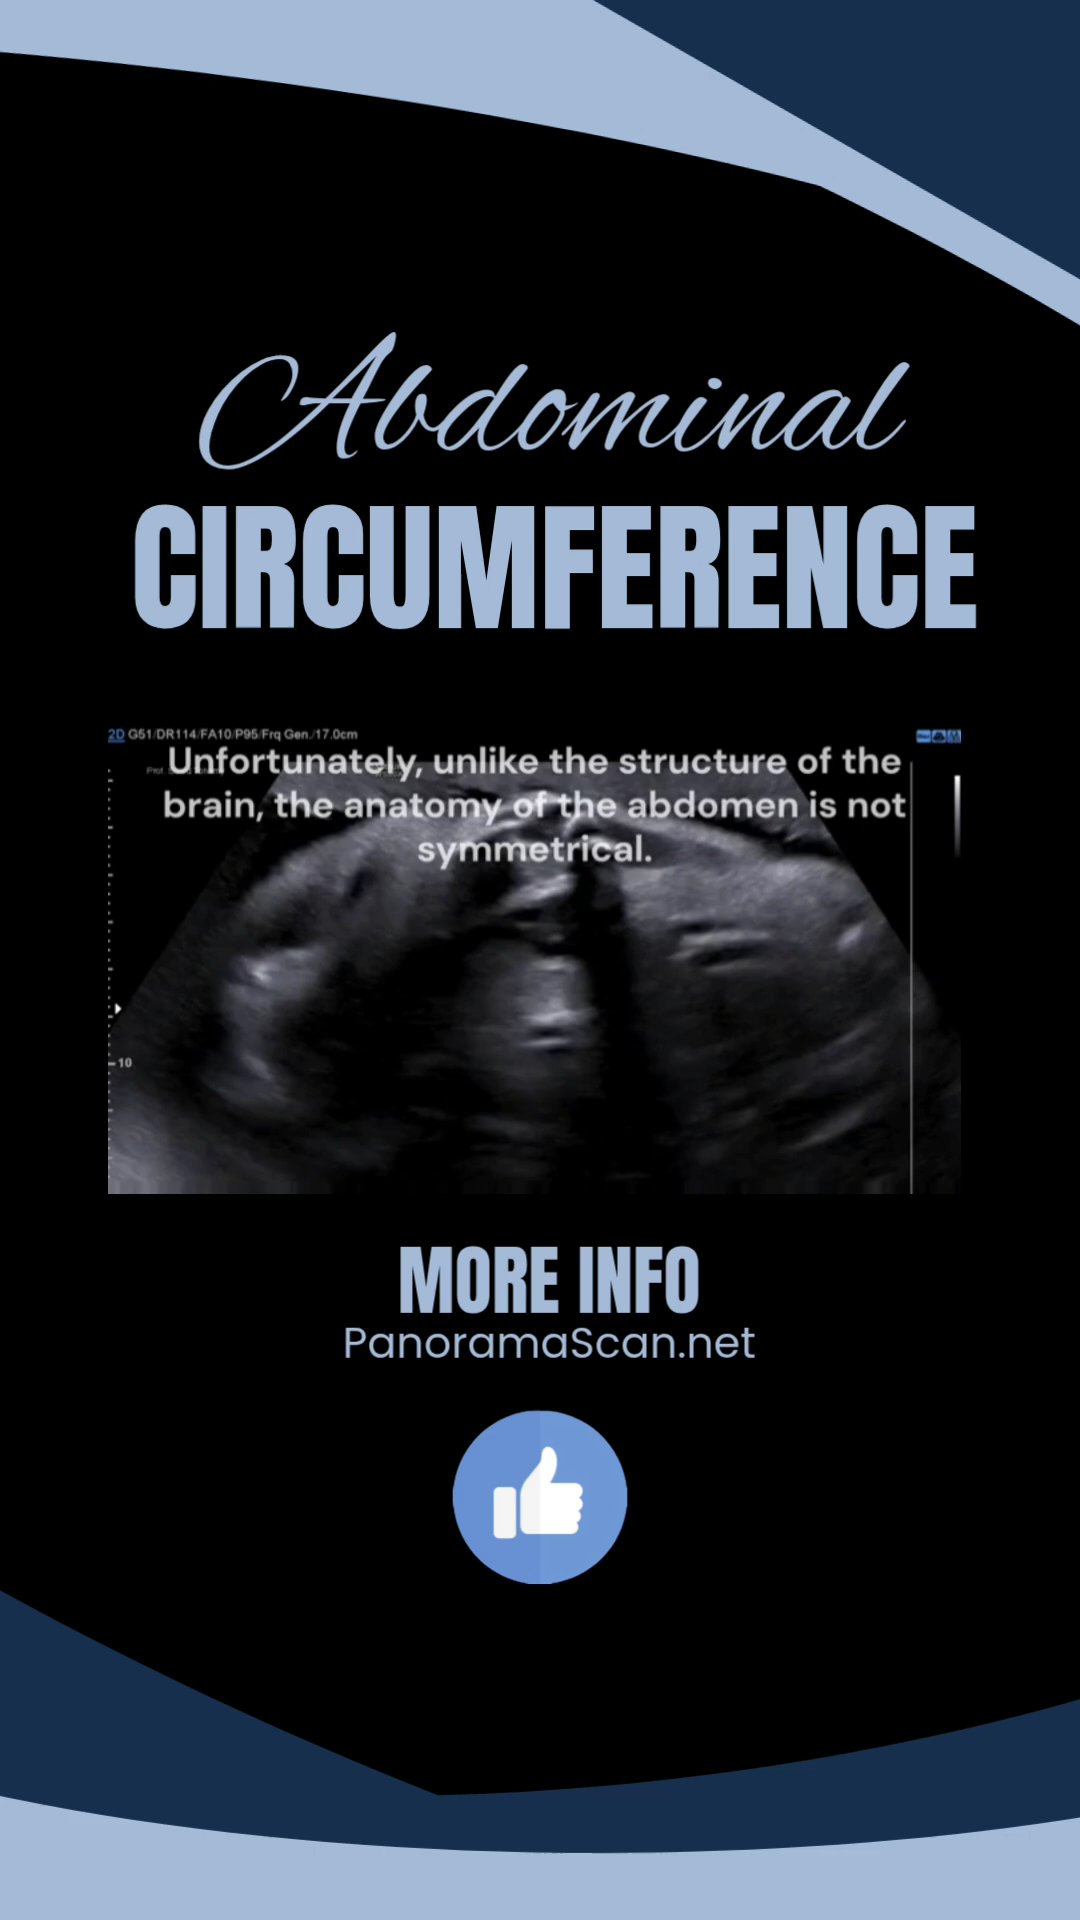 Abdominal
CIRCUMFERENCE
2D G51/DR114/FA10/P95/Frq Gen./17.0cm
Unfortunately, unlike the structure of the
brain, the anatomy of the abdomen is not
symmetrical.
10
MORE INFO
PanoramaScan.net